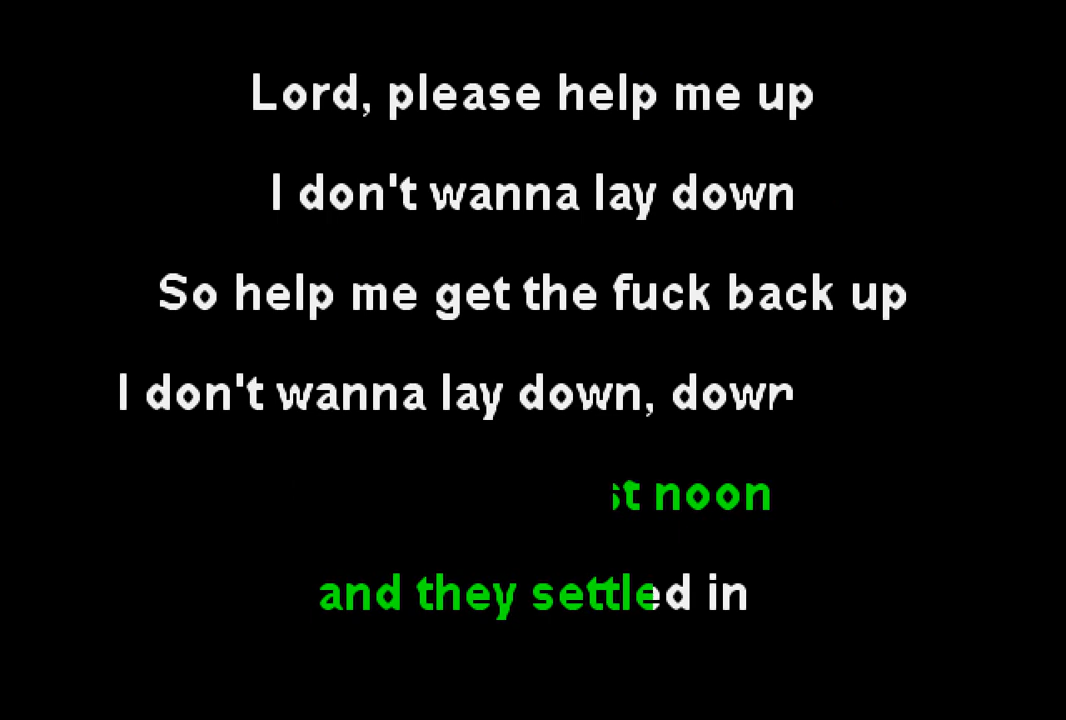 Lord, please help me up
I don't wanna lay down
So help me get the fuck back up
I don't wanna lay down, down
noon
and they settled in